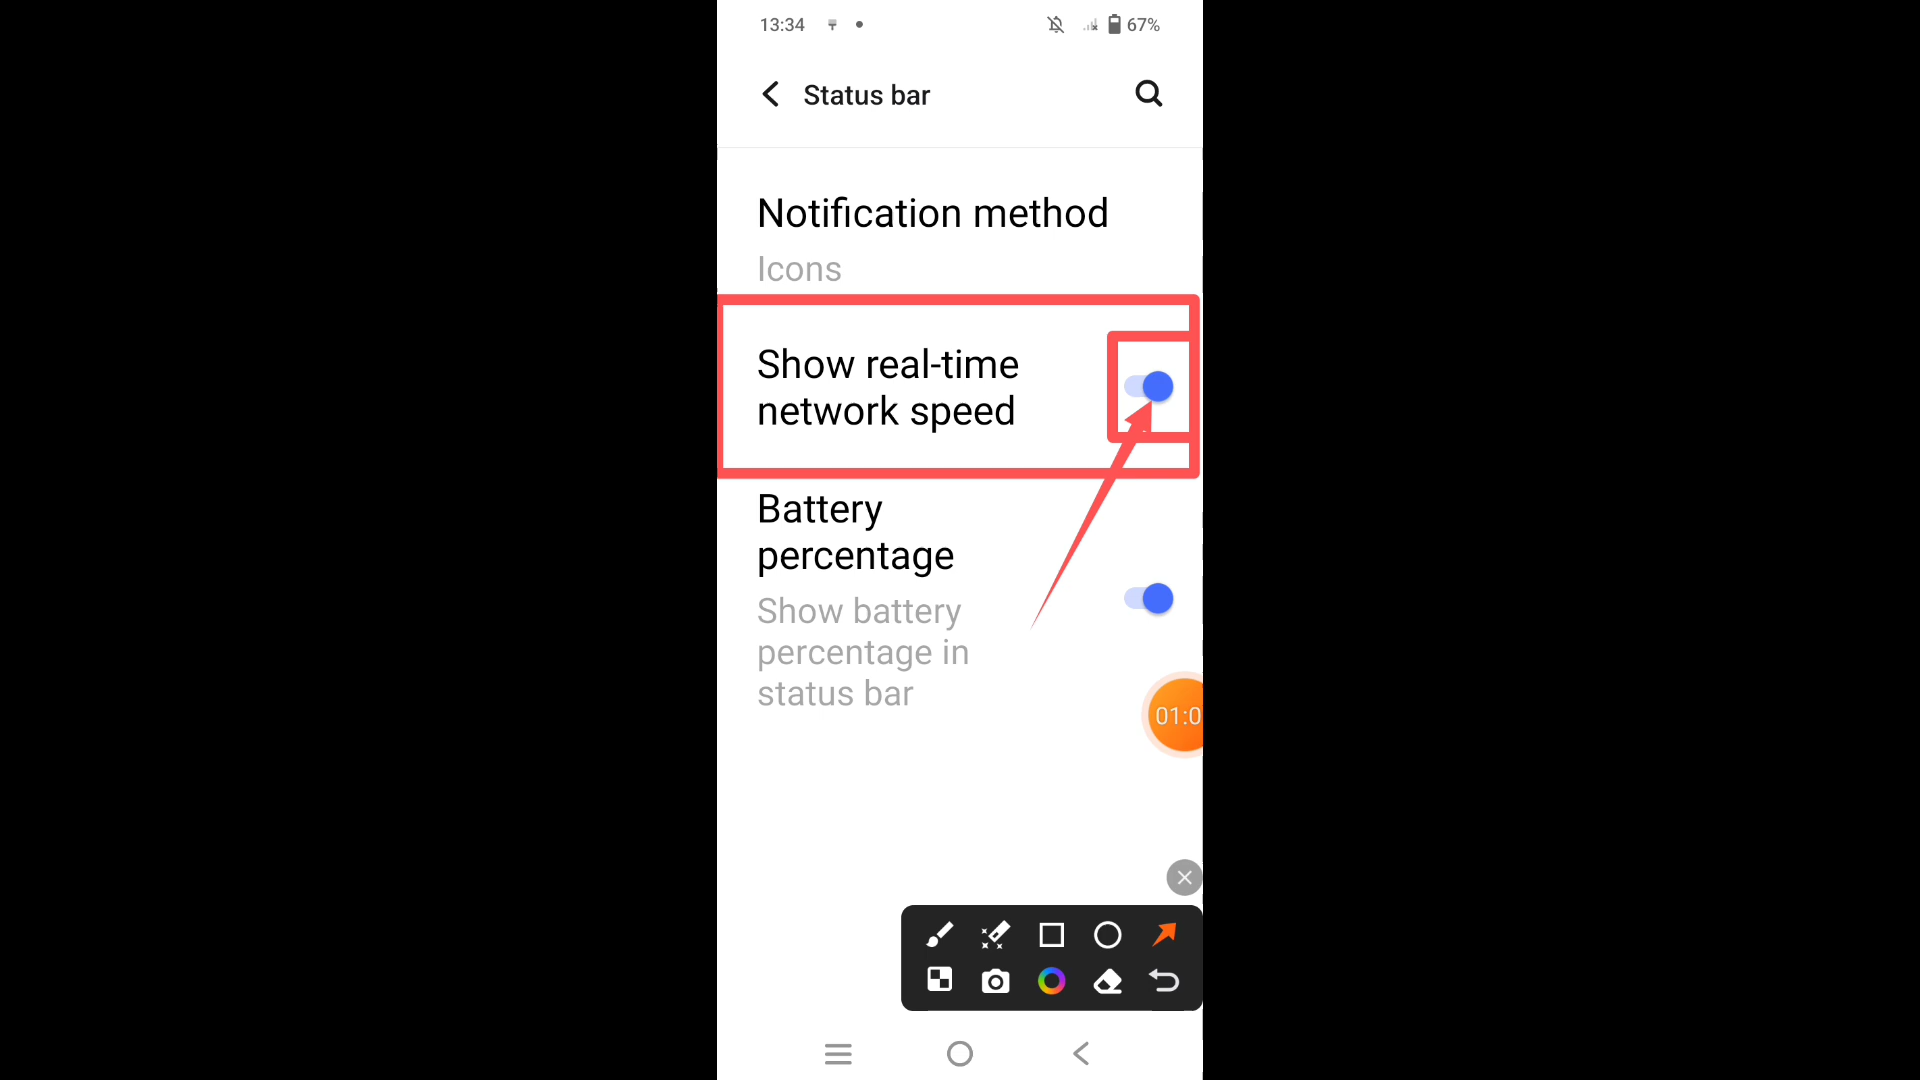 13:34
67%
Status bar
Notification method
Icons
Show real-time
network speed
Battery
percentage
Show battery
percentage in
status bar
01:0